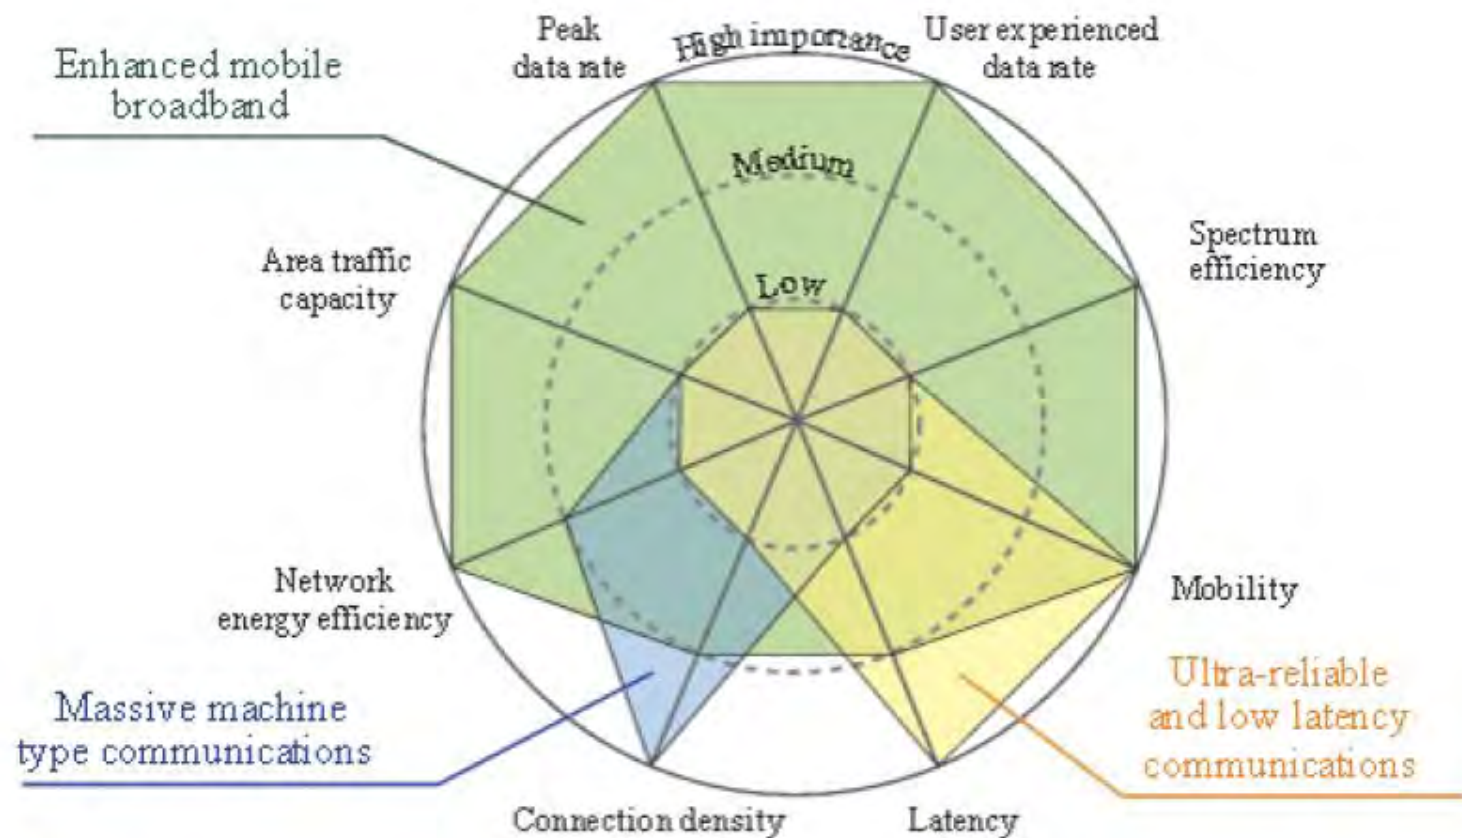 Peak
data rate
High importance
User experienced
data rate
Enhanced mobile
broadband
Medium
Area traffic
capacity
Low
Spectrum
efficiency
Network
energy efficiency
Mobility
Massive machine
type communications
Ultra-reliable
and low latency
communications
Connection density
Latency